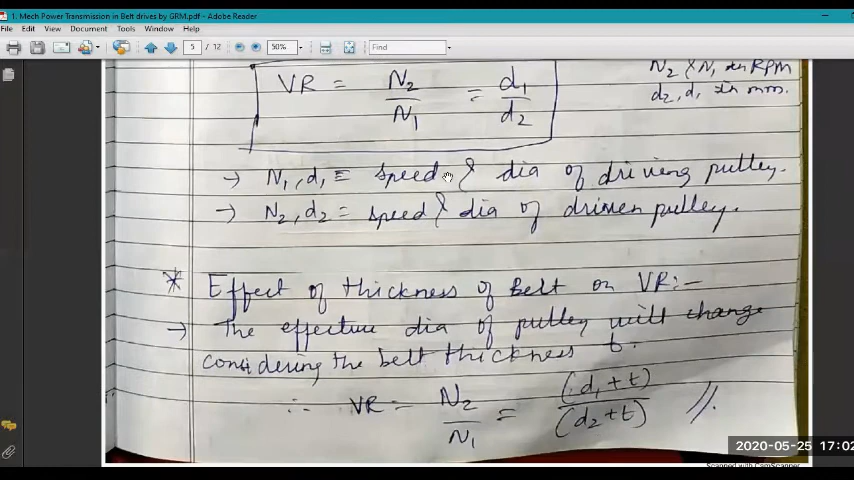 1. Mech Power Transmission in Belt drives by GRM.pdf - Adobe Reader
File Edit View Document Tools Window Help
5 / 12 50% Find
VR = N₂/N₁ = d₁/d₂
N₂ & N₁ in RPM
d₂, d₁ in mm.
→ N₁, d₁ = speed & dia of driving pulley.
→ N₂, d₂ = speed & dia of driven pulley.
* Effect of thickness of Belt on VR:-
→ The effective dia of pulley will change
considering the belt thickness t.
∴ VR = N₂/N₁ = (d₁+t)/(d₂+t) //.
2020-05-25 17:02
Scanned with CamScanner